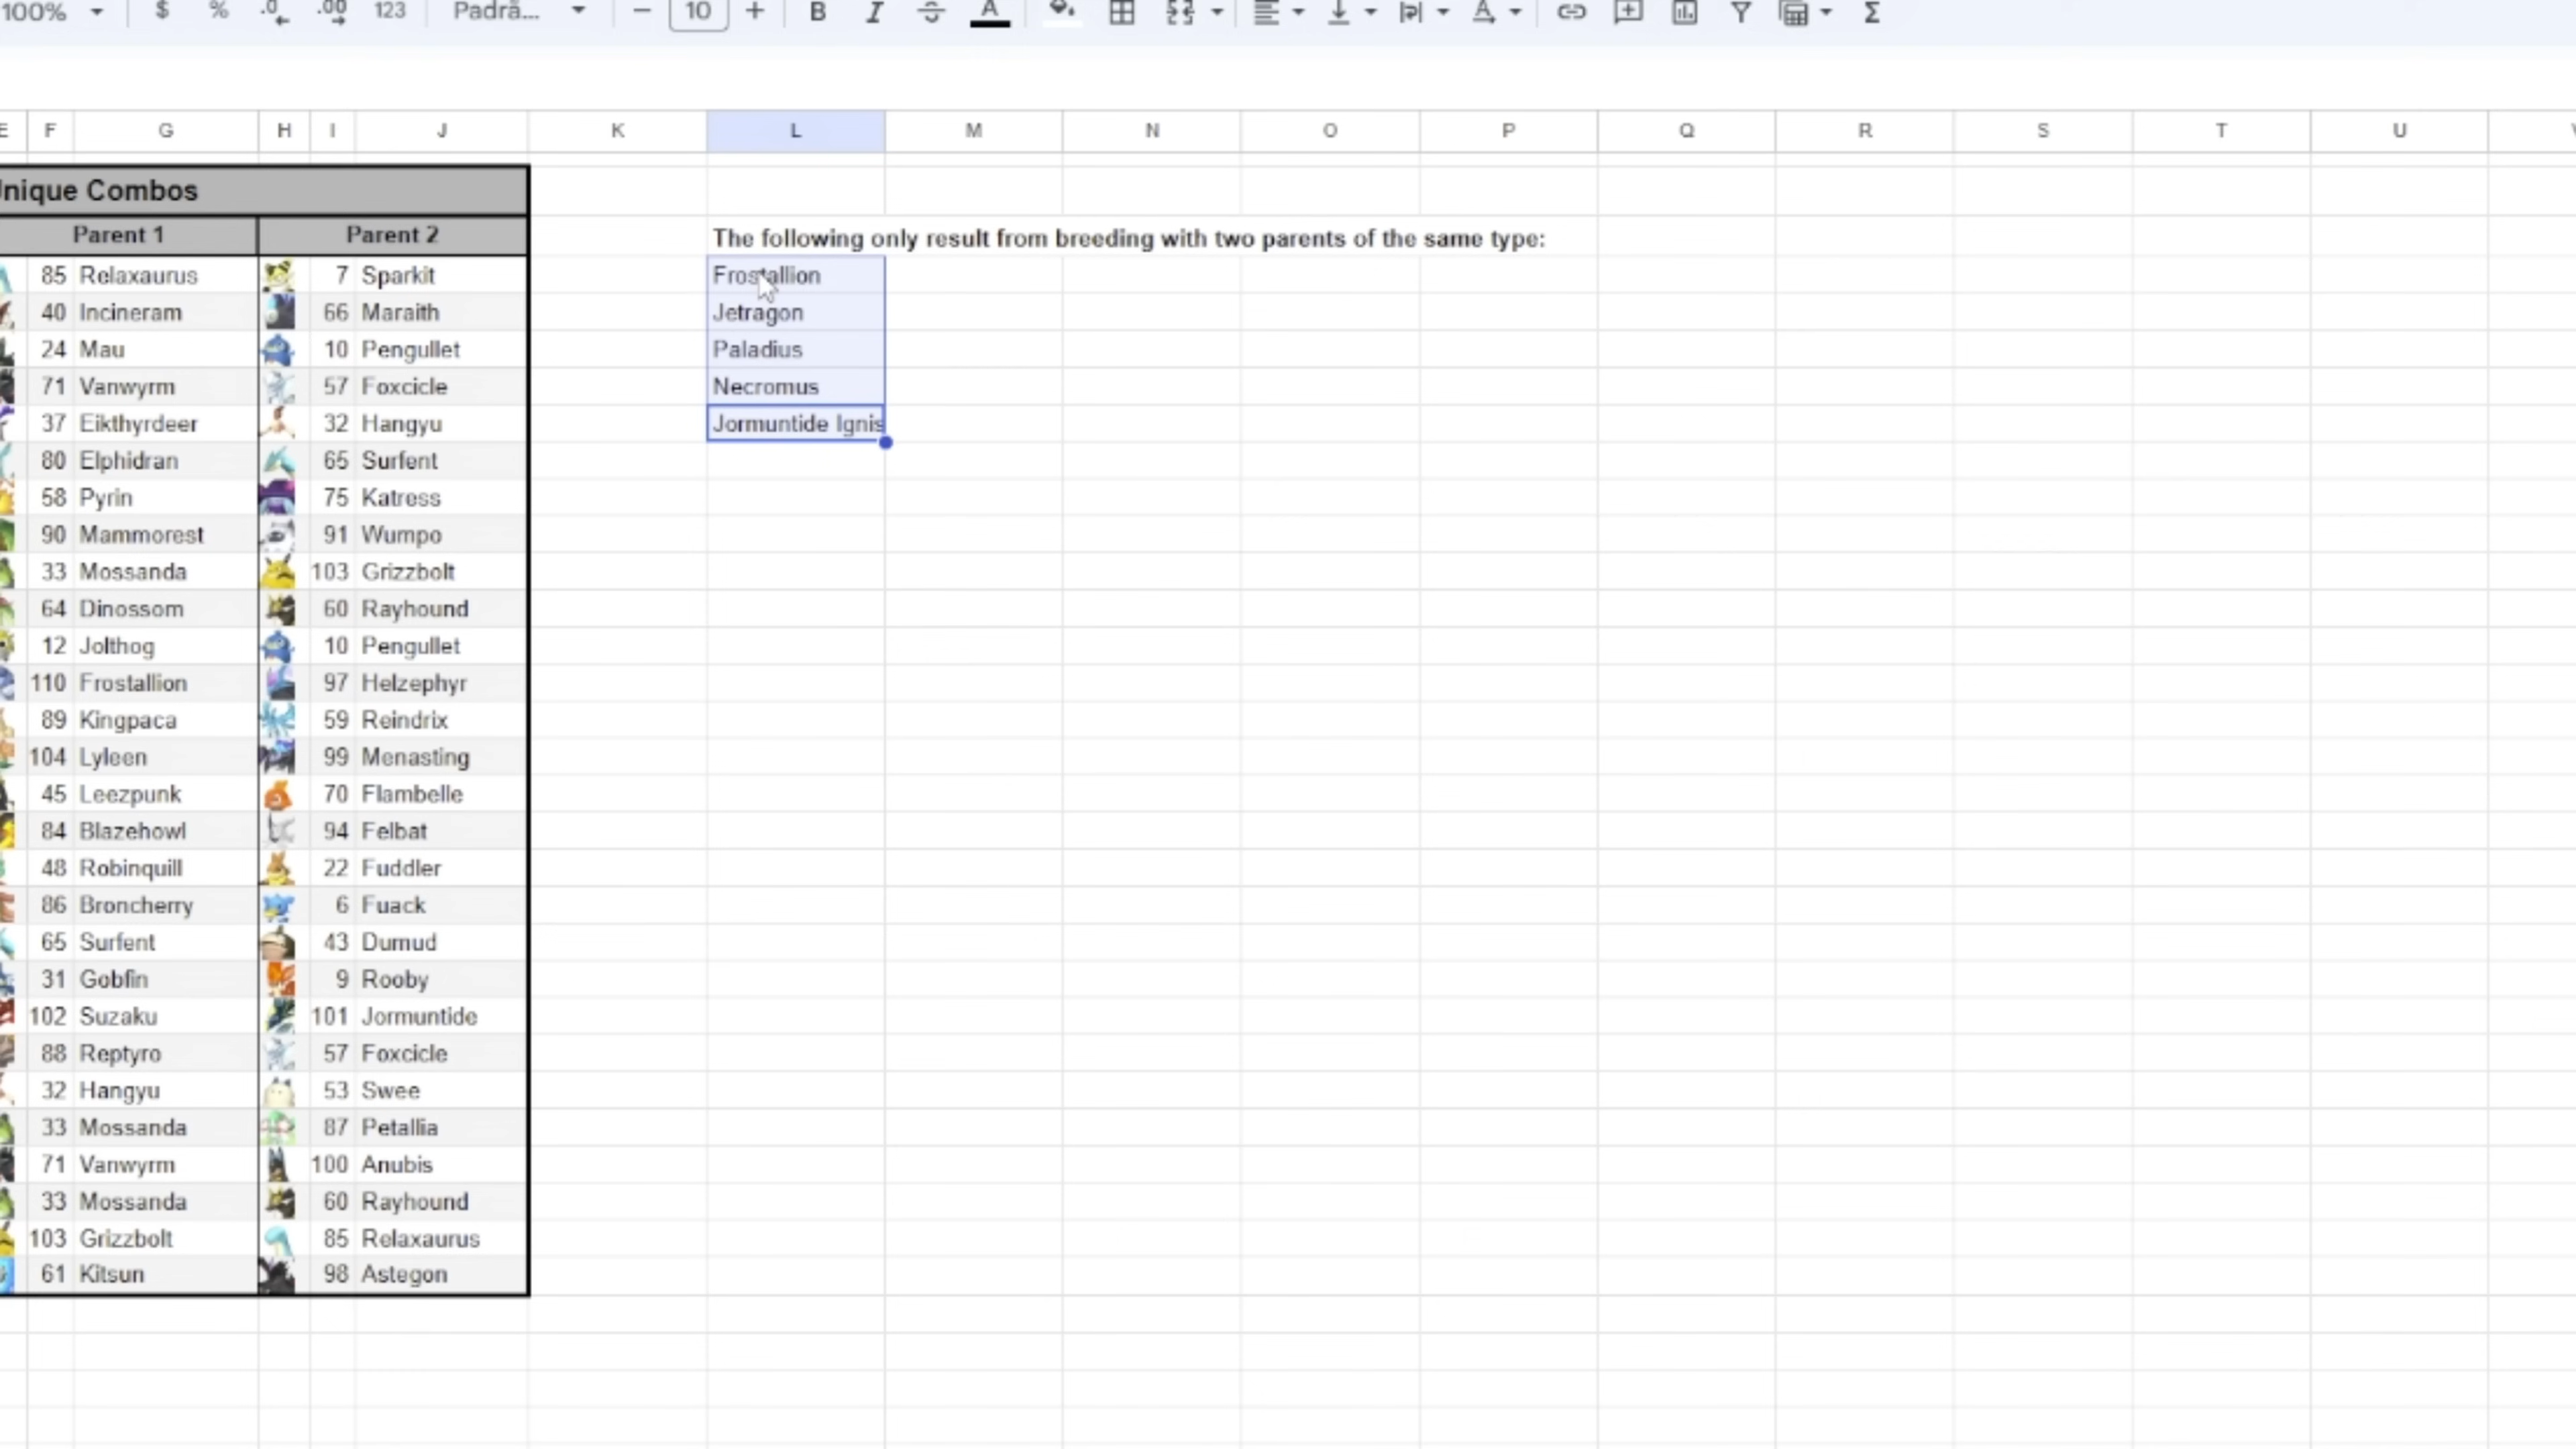 100% $ % .0 .00 123 Padrã... 10 B I S A Σ
E F G H I J K L M N O P Q R S T U
Unique Combos
Parent 1 Parent 2 The following only result from breeding with two parents of the same type:
85 Relaxaurus 7 Sparkit Frostallion
40 Incineram 66 Maraith Jetragon
24 Mau 10 Pengullet Paladius
71 Vanwyrm 57 Foxcicle Necromus
37 Eikthyrdeer 32 Hangyu Jormuntide Ignis
80 Elphidran 65 Surfent
58 Pyrin 75 Katress
90 Mammorest 91 Wumpo
33 Mossanda 103 Grizzbolt
64 Dinossom 60 Rayhound
12 Jolthog 10 Pengullet
110 Frostallion 97 Helzephyr
89 Kingpaca 59 Reindrix
104 Lyleen 99 Menasting
45 Leezpunk 70 Flambelle
84 Blazehowl 94 Felbat
48 Robinquill 22 Fuddler
86 Broncherry 6 Fuack
65 Surfent 43 Dumud
31 Gobfin 9 Rooby
102 Suzaku 101 Jormuntide
88 Reptyro 57 Foxcicle
32 Hangyu 53 Swee
33 Mossanda 87 Petallia
71 Vanwyrm 100 Anubis
33 Mossanda 60 Rayhound
103 Grizzbolt 85 Relaxaurus
61 Kitsun 98 Astegon